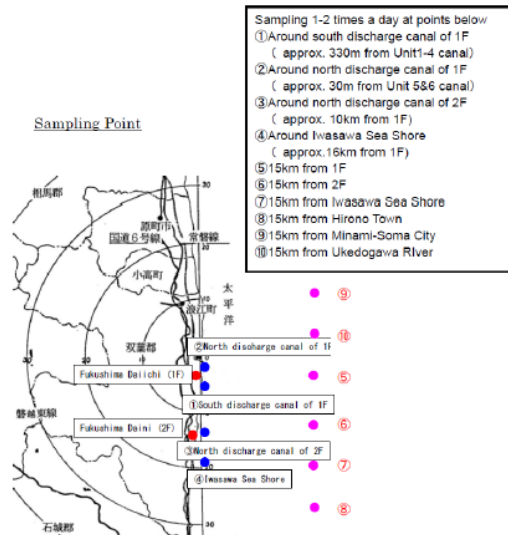 Sampling 1-2 times a day at points below
①Around south discharge canal of 1F
( approx. 330m from Unit1-4 canal)
②Around north discharge canal of 1F
( approx. 30m from Unit 5&6 canal)
③Around north discharge canal of 2F
( approx. 10km from 1F)
④Around Iwasawa Sea Shore
( approx.16km from 1F)
⑤15km from 1F
⑥15km from 2F
⑦15km from Iwasawa Sea Shore
⑧15km from Hirono Town
⑨15km from Minami-Soma City
⑩15km from Ukedogawa RIver
Sampling Point
相馬郡
30
原町市
国道6号線
常磐線
20
小高町
太平洋
10
浪江町
⑨
⑩
双葉郡
②North discharge canal of 1F
10
0
Fukushima Daiichi (1F)
⑤
①South discharge canal of 1F
磐越東線
Fukushima Daini (2F)
⑥
③North discharge canal of 2F
⑦
④Iwasawa Sea Shore
⑧
石城郡
30